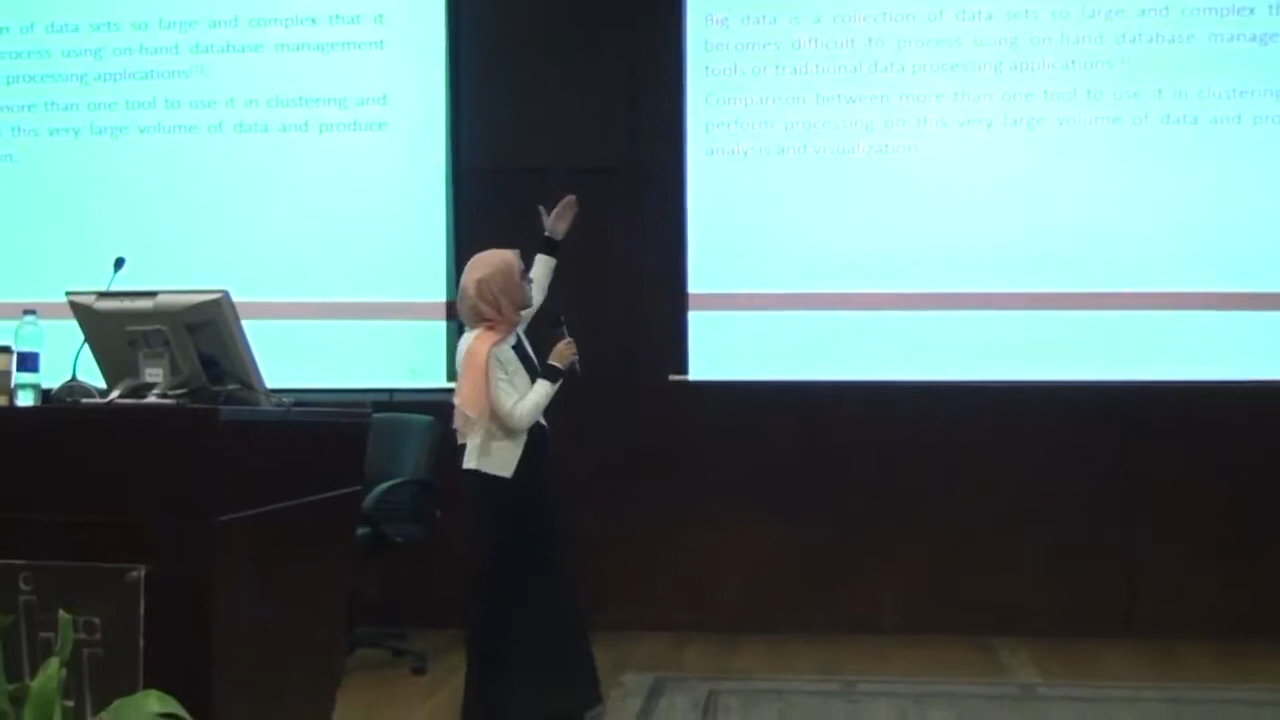 n of data sets so large and complex that it
rocess using on-hand database management
processing applications[1].
nore than one tool to use it in clustering and
this very large volume of data and produce
on.
Big data is a collection of data sets so large and complex th
becomes difficult to process using on-hand database manage
tools or traditional data processing applications
Comparison between more than one tool to use it in clustering
perform processing on this very large volume of data and pro
analysis and visualization